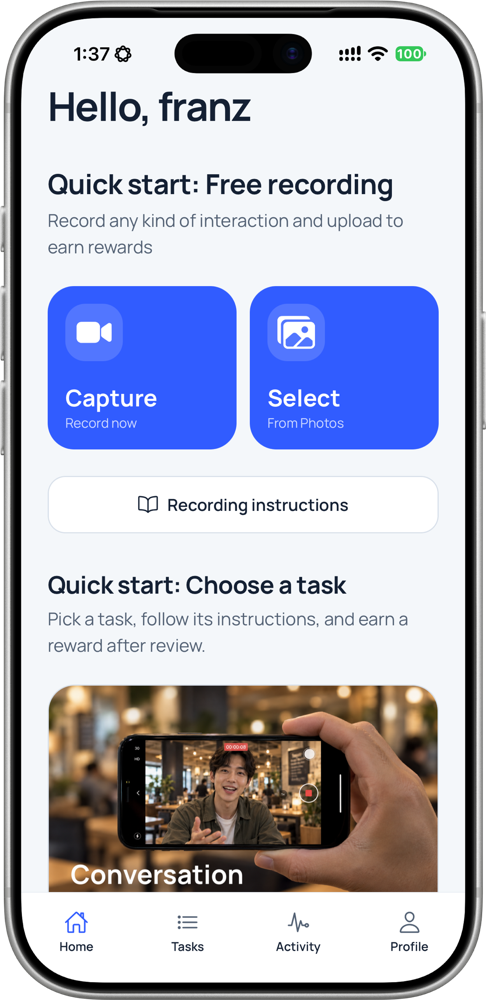 1:37
100
Hello, franz
Quick start: Free recording
Record any kind of interaction and upload to
earn rewards
Capture
Record now
Select
From Photos
Recording instructions
Quick start: Choose a task
Pick a task, follow its instructions, and earn a
reward after review.
00:00:08
Conversation
Home
Tasks
Activity
Profile